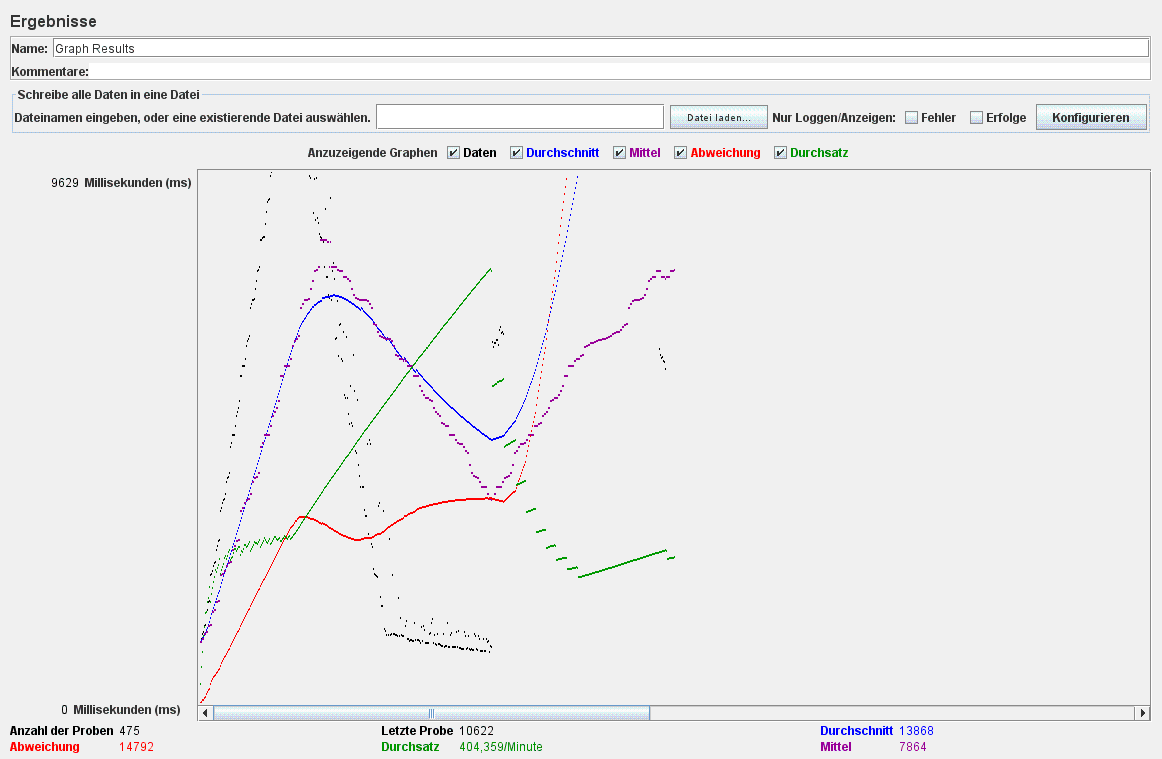 Ergebnisse
Name: Graph Results
Kommentare:
Schreibe alle Daten in eine Datei
Dateinamen eingeben, oder eine existierende Datei auswählen. Datei laden... Nur Loggen/Anzeigen: Fehler Erfolge Konfigurieren
Anzuzeigende Graphen Daten Durchschnitt Mittel Abweichung Durchsatz
9629 Millisekunden (ms)
0 Millisekunden (ms)
Anzahl der Proben 475 Letzte Probe 10622 Durchschnitt 13868
Abweichung 14792 Durchsatz 404,359/Minute Mittel 7864